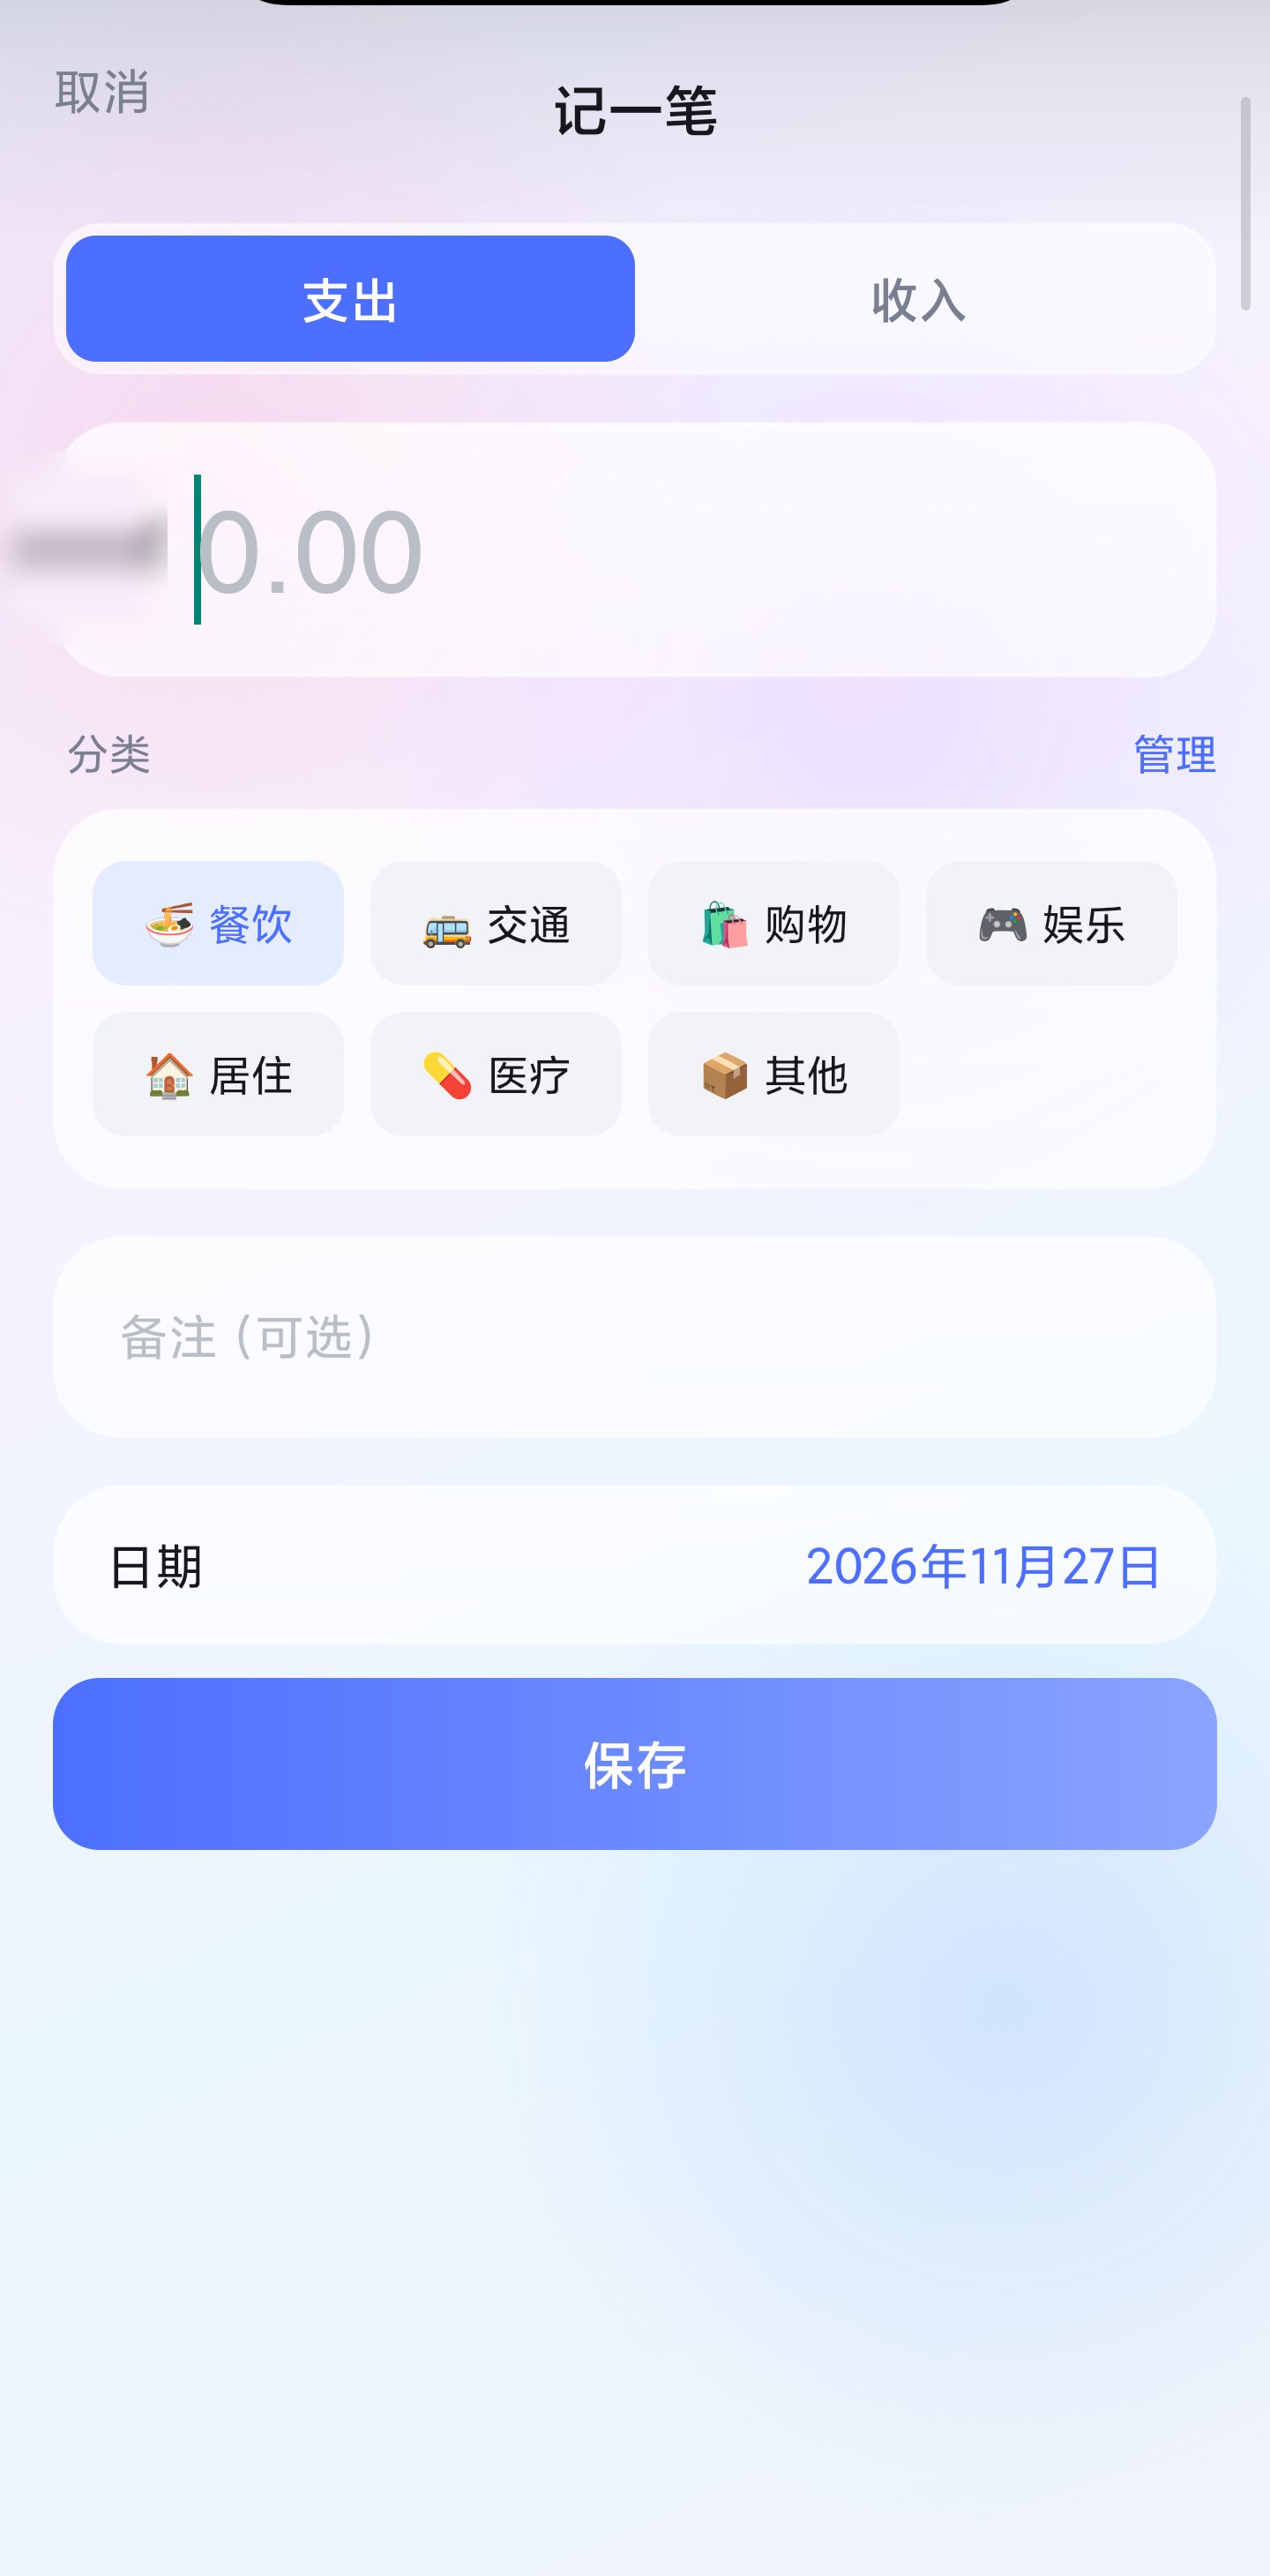 取消
记一笔
支出 收入
0.00
分类 管理
餐饮 交通 购物 娱乐
居住 医疗 其他
备注（可选）
日期 2026年11月27日
保存